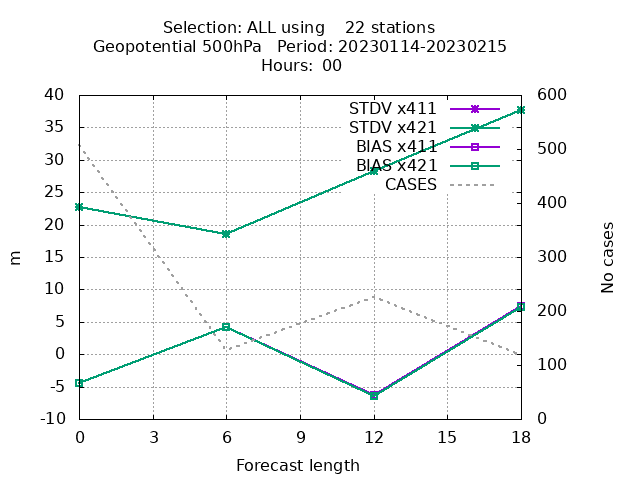 Selection: ALL using    22 stations
Geopotential 500hPa   Period: 20230114-20230215
Hours: 00
40
35
30
25
20
15
10
5
0
-5
-10
m
STDV x411
STDV x421
BIAS x411
BIAS x421
CASES
600
500
400
300
200
100
0
No cases
0 3 6 9 12 15 18
Forecast length